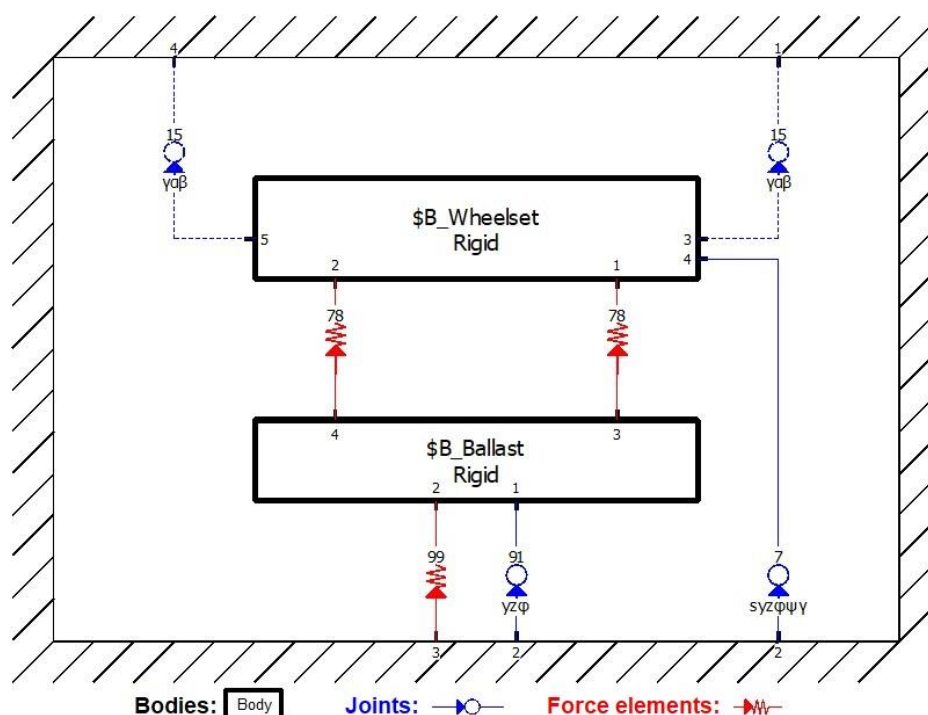 4 1
15 15
γαβ γαβ
$B_Wheelset
Rigid
5 3
4
2 1
78 78
4 3
$B_Ballast
Rigid
2 1
99 91 7
yzφ syzφψγ
3 2 2
Bodies: Body Joints: Force elements: